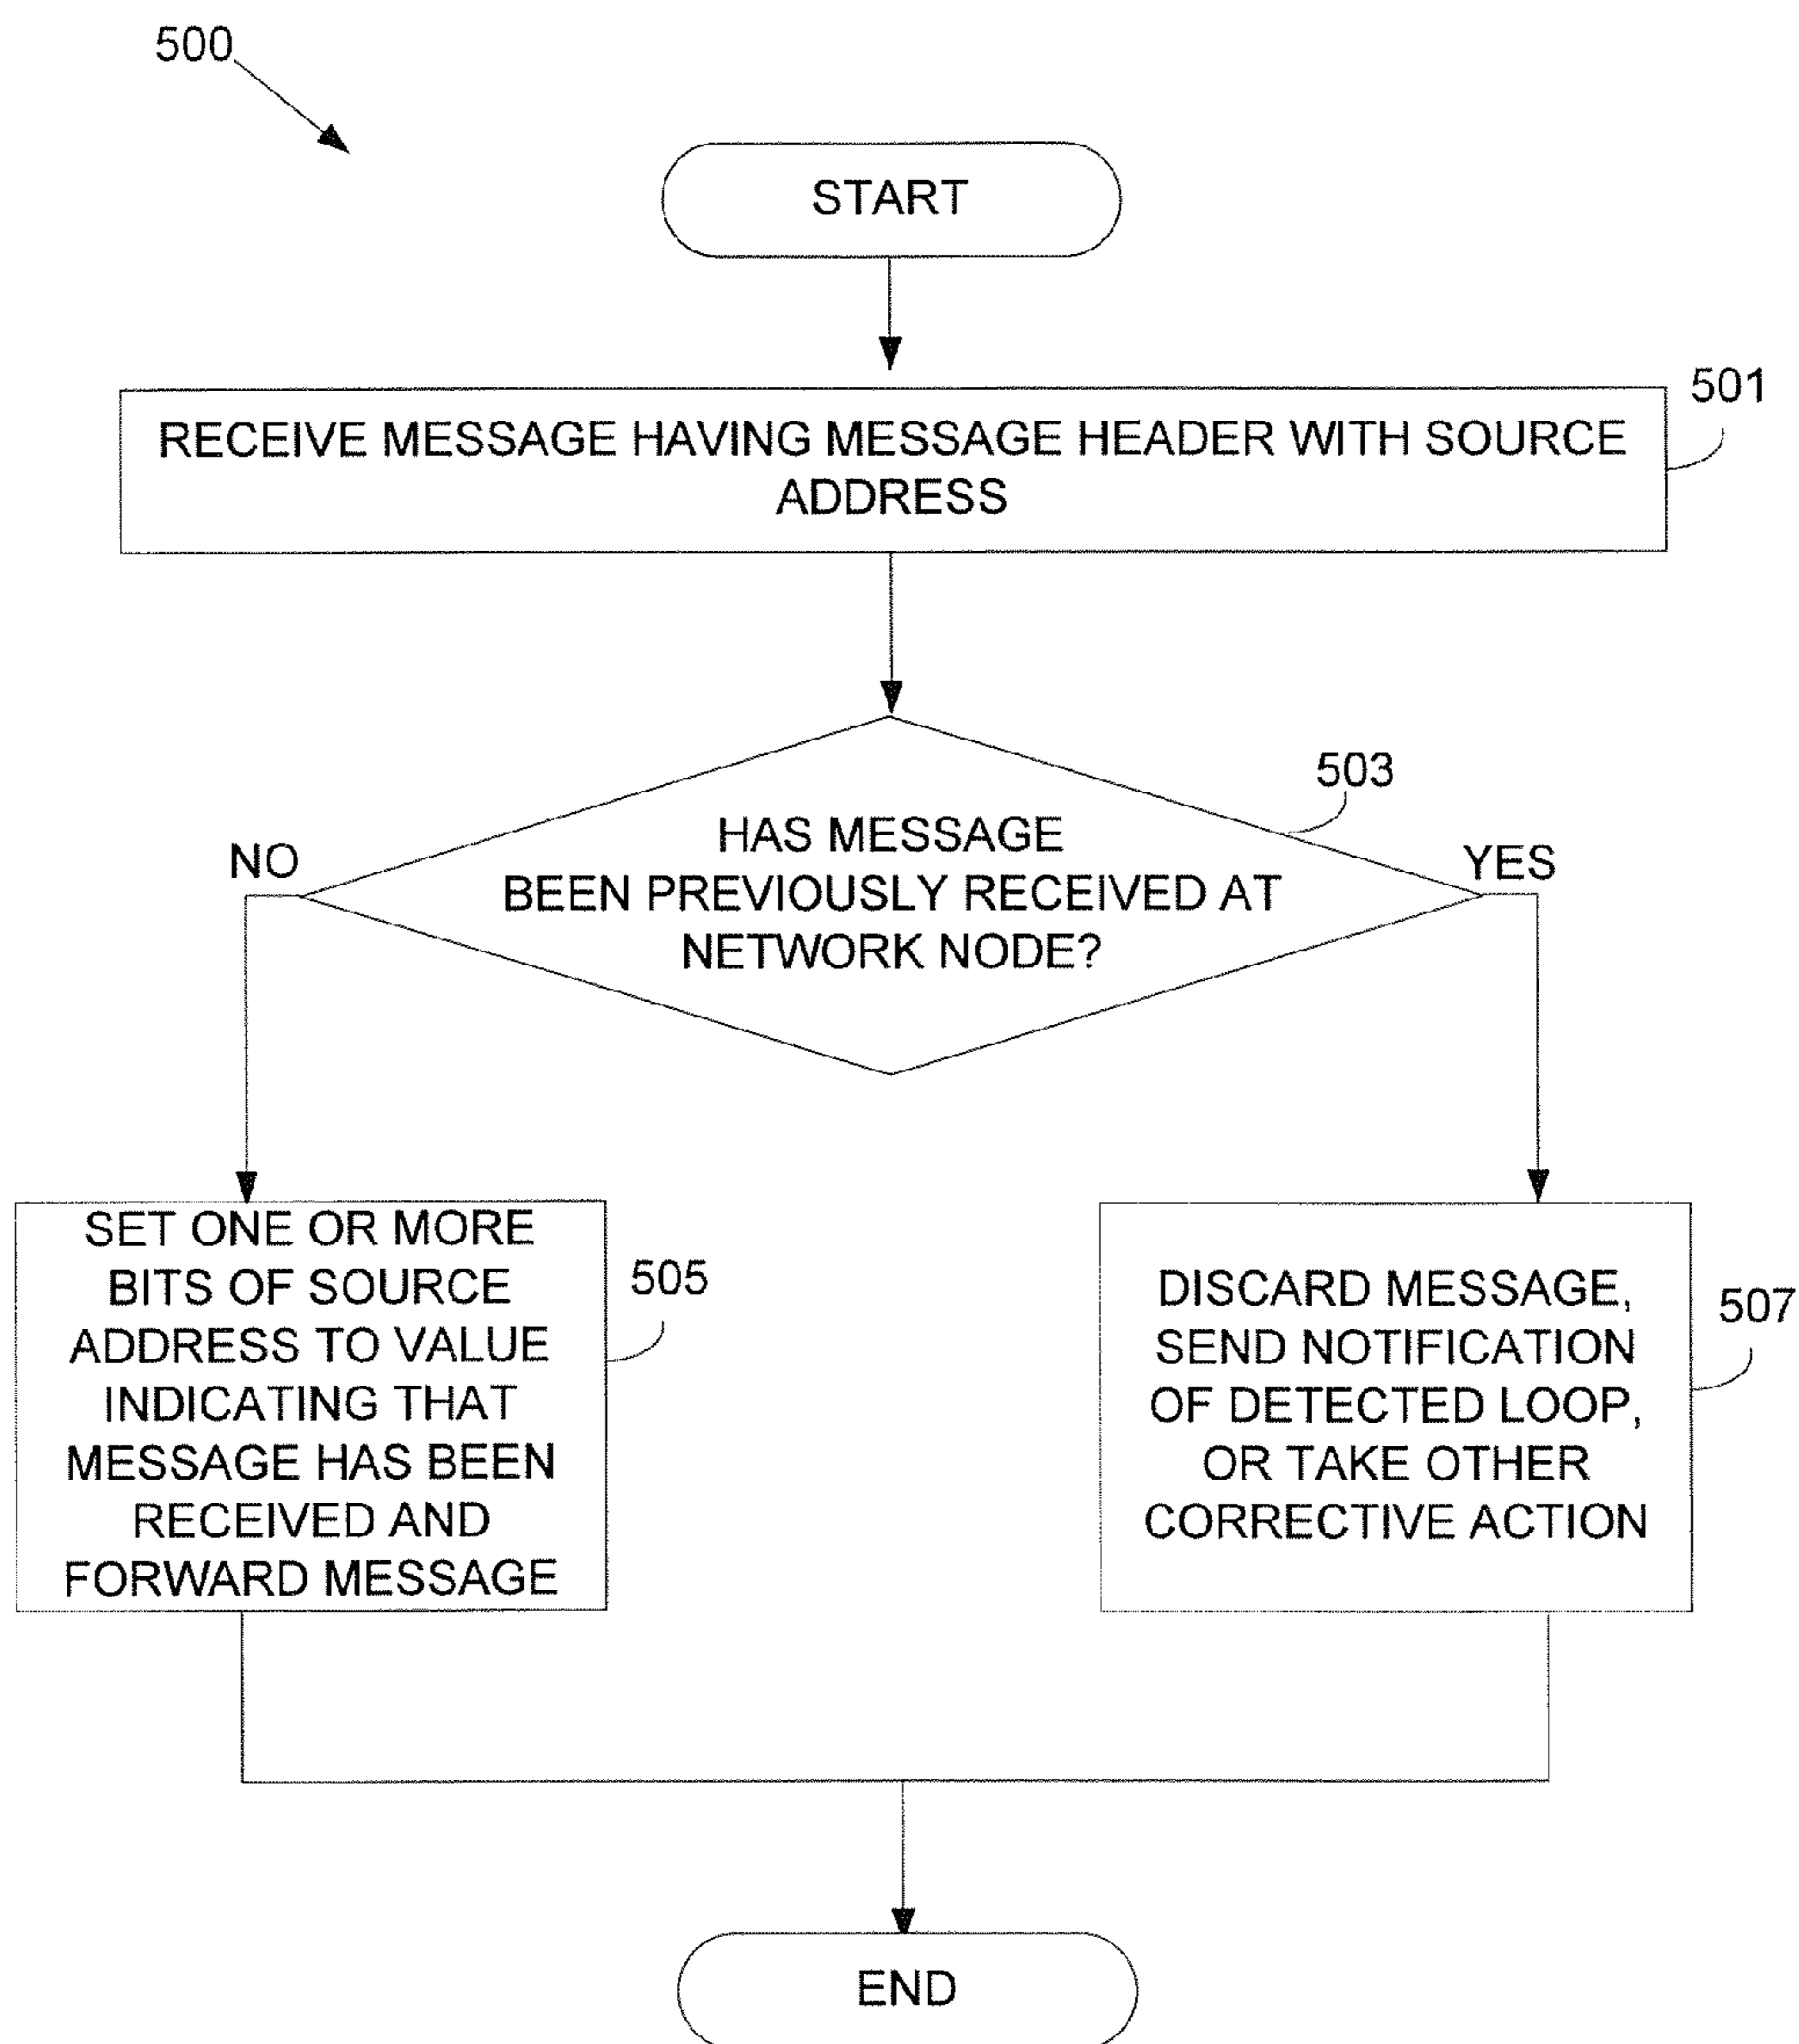 500
START
501
RECEIVE MESSAGE HAVING MESSAGE HEADER WITH SOURCE
ADDRESS
503
HAS MESSAGE
BEEN PREVIOUSLY RECEIVED AT
NETWORK NODE?
NO
YES
SET ONE OR MORE
BITS OF SOURCE
ADDRESS TO VALUE
INDICATING THAT
MESSAGE HAS BEEN
RECEIVED AND
FORWARD MESSAGE
505
DISCARD MESSAGE,
SEND NOTIFICATION
OF DETECTED LOOP,
OR TAKE OTHER
CORRECTIVE ACTION
507
END